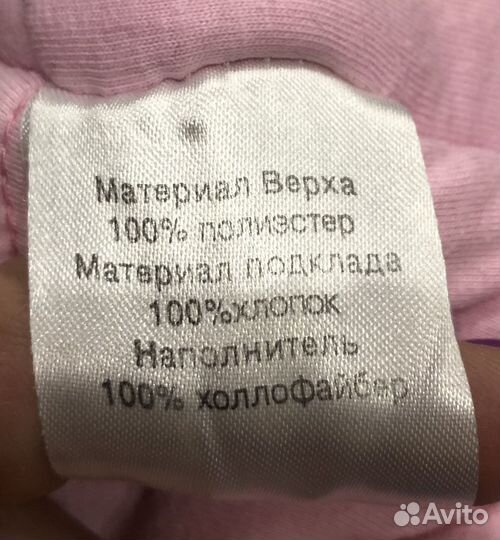 Материал Верха
100% полиэстер
Материал подклада
100%хлопок
Наполнитель
100% холлофайбер
Avito